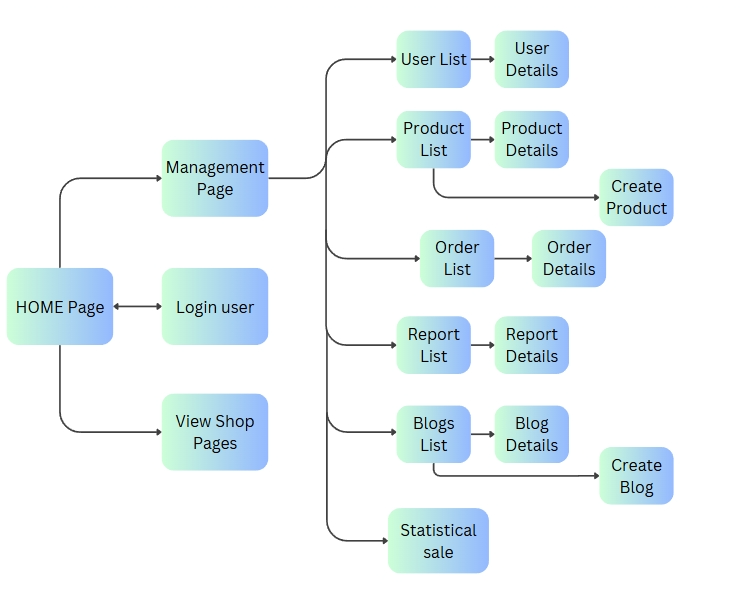 User List
User
Details
Product
List
Product
Details
Management
Page
Create
Product
Order
List
Order
Details
HOME Page
Login user
Report
List
Report
Details
View Shop
Pages
Blogs
List
Blog
Details
Create
Blog
Statistical
sale